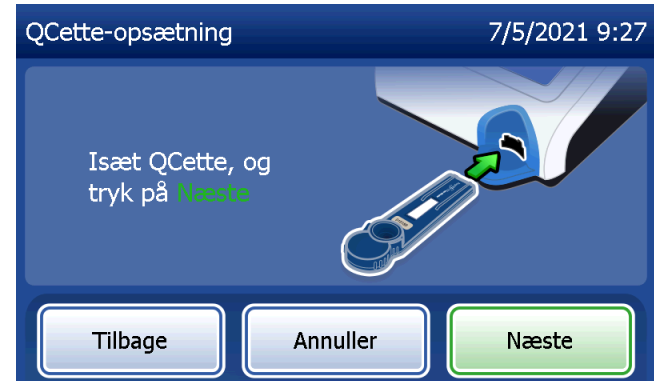 QCette-opsætning
7/5/2021 9:27
Isæt QCette, og
tryk på Næste
Tilbage
Annuller
Næste